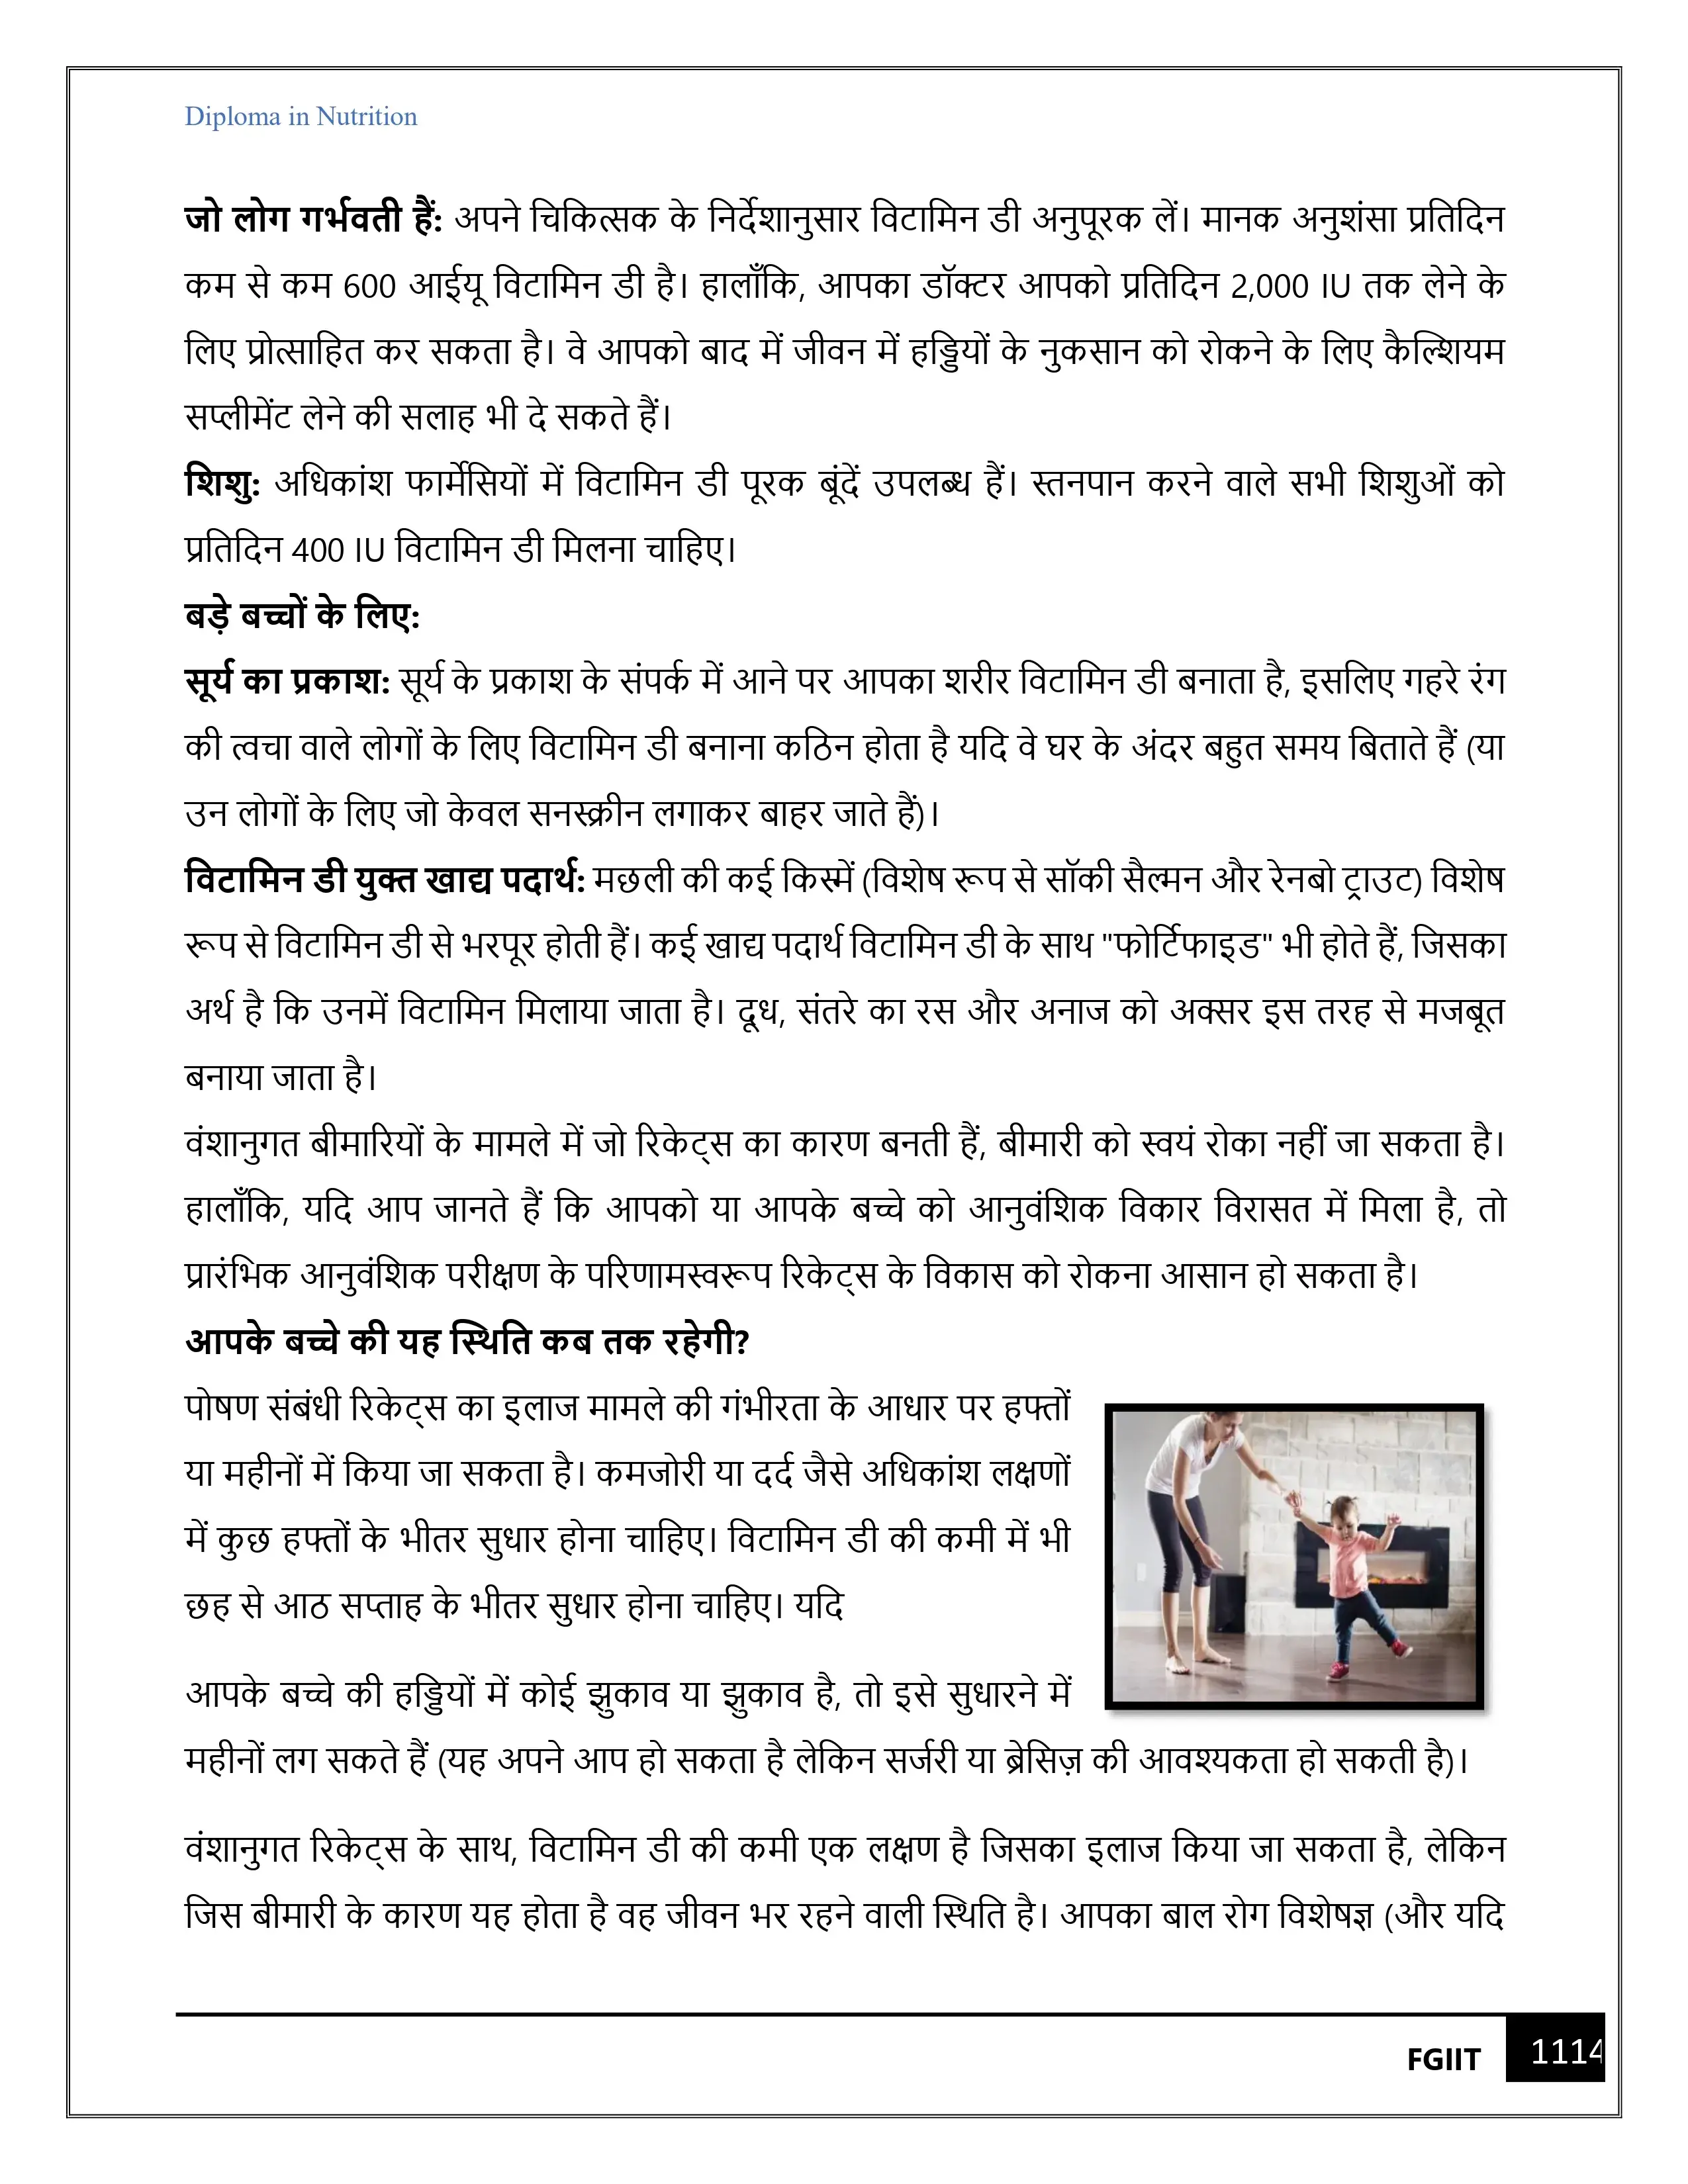 Diploma in Nutrition
जो लोग गर्भवती हैं: अपने चिकित्सक के निर्देशानुसार विटामिन डी अनुपूरक लें। मानक अनुशंसा प्रतिदिन
कम से कम 600 आईयू विटामिन डी है। हालाँकि, आपका डॉक्टर आपको प्रतिदिन 2,000 IU तक लेने के
लिए प्रोत्साहित कर सकता है। वे आपको बाद में जीवन में हड्डियों के नुकसान को रोकने के लिए कैल्शियम
सप्लीमेंट लेने की सलाह भी दे सकते हैं।
शिशु: अधिकांश फार्मेसियों में विटामिन डी पूरक बूंदें उपलब्ध हैं। स्तनपान करने वाले सभी शिशुओं को
प्रतिदिन 400 IU विटामिन डी मिलना चाहिए।
बड़े बच्चों के लिए:
सूर्य का प्रकाश: सूर्य के प्रकाश के संपर्क में आने पर आपका शरीर विटामिन डी बनाता है, इसलिए गहरे रंग
की त्वचा वाले लोगों के लिए विटामिन डी बनाना कठिन होता है यदि वे घर के अंदर बहुत समय बिताते हैं (या
उन लोगों के लिए जो केवल सनस्क्रीन लगाकर बाहर जाते हैं)।
विटामिन डी युक्त खाद्य पदार्थ: मछली की कई किस्में (विशेष रूप से सॉकी सैल्मन और रेनबो ट्राउट) विशेष
रूप से विटामिन डी से भरपूर होती हैं। कई खाद्य पदार्थ विटामिन डी के साथ "फोर्टिफाइड" भी होते हैं, जिसका
अर्थ है कि उनमें विटामिन मिलाया जाता है। दूध, संतरे का रस और अनाज को अक्सर इस तरह से मजबूत
बनाया जाता है।
वंशानुगत बीमारियों के मामले में जो रिकेट्स का कारण बनती हैं, बीमारी को स्वयं रोका नहीं जा सकता है।
हालाँकि, यदि आप जानते हैं कि आपको या आपके बच्चे को आनुवंशिक विकार विरासत में मिला है, तो
प्रारंभिक आनुवंशिक परीक्षण के परिणामस्वरूप रिकेट्स के विकास को रोकना आसान हो सकता है।
आपके बच्चे की यह स्थिति कब तक रहेगी?
पोषण संबंधी रिकेट्स का इलाज मामले की गंभीरता के आधार पर हफ्तों
या महीनों में किया जा सकता है। कमजोरी या दर्द जैसे अधिकांश लक्षणों
में कुछ हफ्तों के भीतर सुधार होना चाहिए। विटामिन डी की कमी में भी
छह से आठ सप्ताह के भीतर सुधार होना चाहिए। यदि
आपके बच्चे की हड्डियों में कोई झुकाव या झुकाव है, तो इसे सुधारने में
महीनों लग सकते हैं (यह अपने आप हो सकता है लेकिन सर्जरी या ब्रेसिज़ की आवश्यकता हो सकती है)।
वंशानुगत रिकेट्स के साथ, विटामिन डी की कमी एक लक्षण है जिसका इलाज किया जा सकता है, लेकिन
जिस बीमारी के कारण यह होता है वह जीवन भर रहने वाली स्थिति है। आपका बाल रोग विशेषज्ञ (और यदि
FGIIT 1114